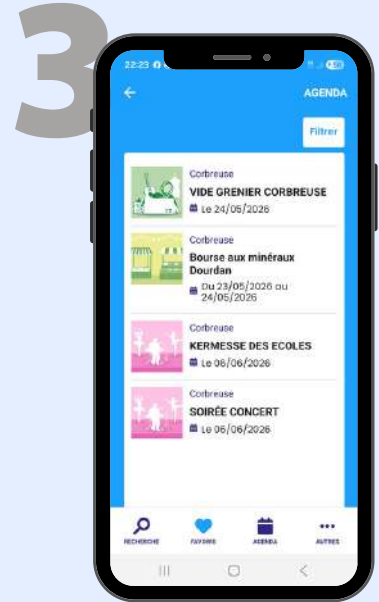 3
22:23
AGENDA
Filtrer
Corbreuse
VIDE GRENIER CORBREUSE
Le 24/05/2026
Corbreuse
Bourse aux minéraux
Dourdan
Du 23/05/2026 au
24/05/2026
Corbreuse
KERMESSE DES ECOLES
Le 06/06/2026
Corbreuse
SOIRÉE CONCERT
Le 06/06/2026
RECHERCHE FAVORIS AGENDA AUTRES